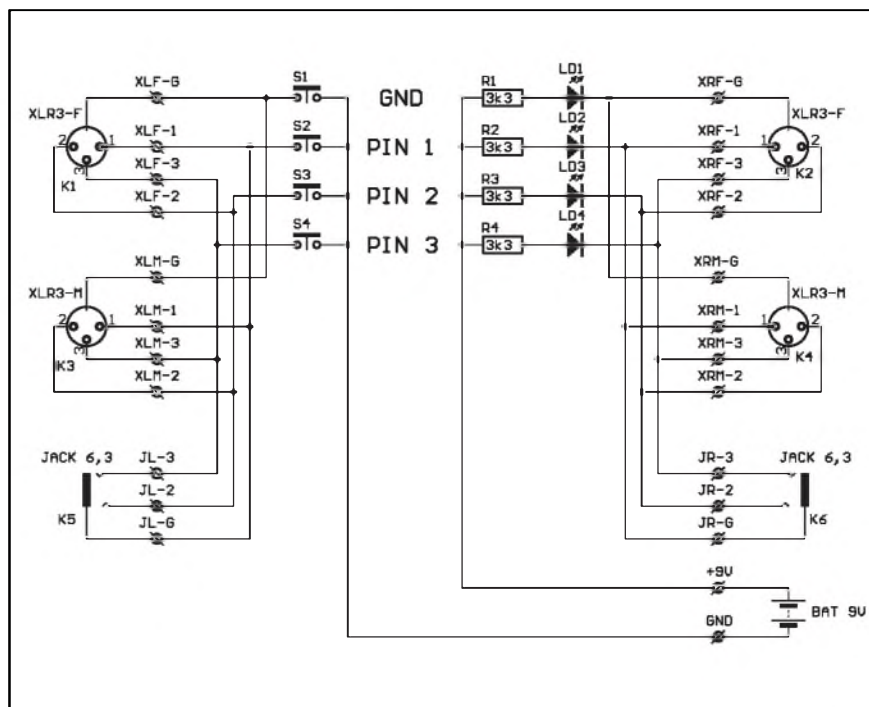 XLF-G S1 GND R1 LD1 XRF-G
XLR3-F 3k3 XLR3-F
XLF-1 S2 PIN 1 R2 LD2 XRF-1
2 1 3k3 1 2
3 XLF-3 XRF-3 3
K1 S3 PIN 2 R3 LD3 K2
XLF-2 3k3 XRF-2
S4 PIN 3 R4 LD4
3k3
XLM-G XRM-G
XLR3-M XLR3-M
XLM-1 XRM-1
2 1 1 2
3 XLM-3 XRM-3 3
K3 K4
XLM-2 XRM-2
JACK 6,3 JL-3 JR-3 JACK 6,3
JL-2 JR-2
K5 JL-G JR-G K6
+9V
BAT 9V
GND